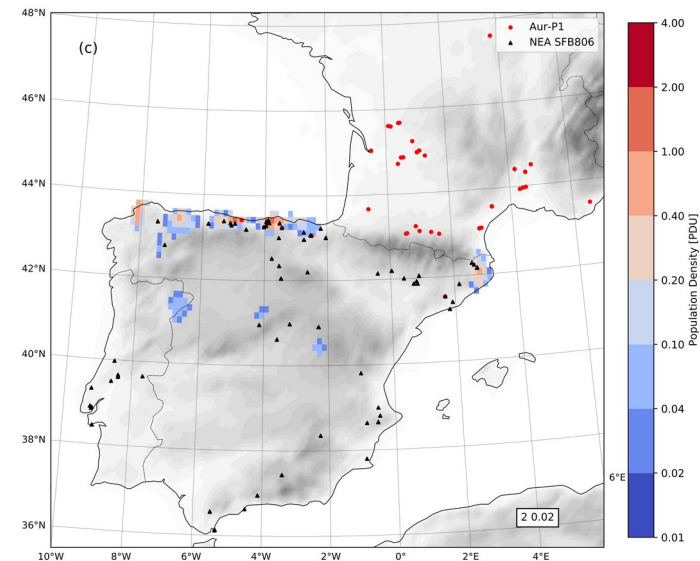 48°N
46°N
44°N
42°N
40°N
38°N
36°N
(c)
Aur-P1
NEA SFB806
2 0.02
6°E
10°W 8°W 6°W 4°W 2°W 0° 2°E 4°E
4.00
2.00
1.00
0.40
0.20
0.10
0.04
0.02
0.01
Population Density [PDU]